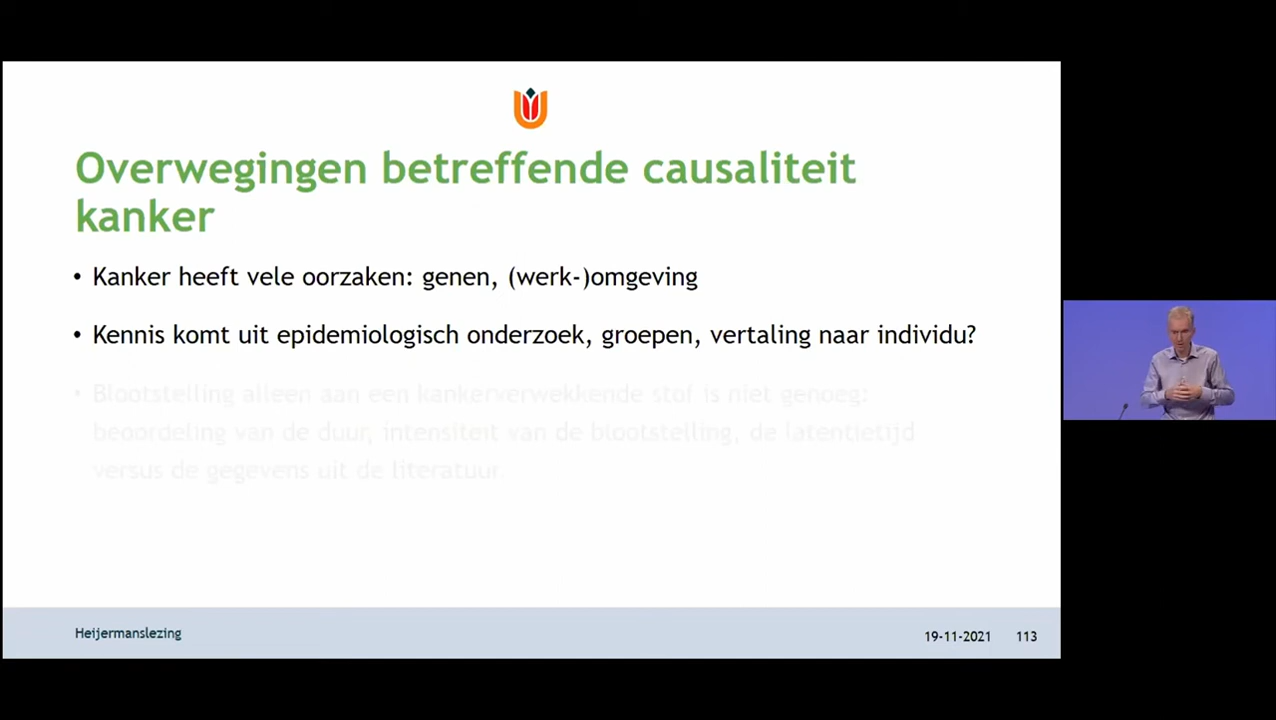 Overwegingen betreffende causaliteit
kanker
• Kanker heeft vele oorzaken: genen, (werk-)omgeving
• Kennis komt uit epidemiologisch onderzoek, groepen, vertaling naar individu?
• Blootstelling alleen aan een kankerverwekkende stof is niet genoeg:
beoordeling van de duur, intensiteit van de blootstelling, de latentietijd
versus de gegevens uit de literatuur.
Heijermanslezing
19-11-2021 113